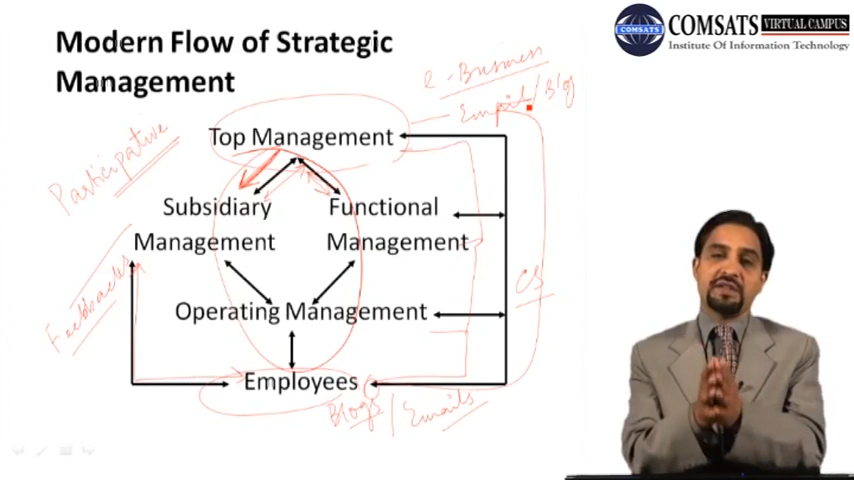 Modern Flow of Strategic
Management
COMSATS
COMSATS VIRTUAL CAMPUS
Institute Of Information Technology
e-Business
Email/Blog
Participative
Top Management
Subsidiary
Management
Functional
Management
Feedbacks
CS
Operating Management
Employees
Blogs / Emails